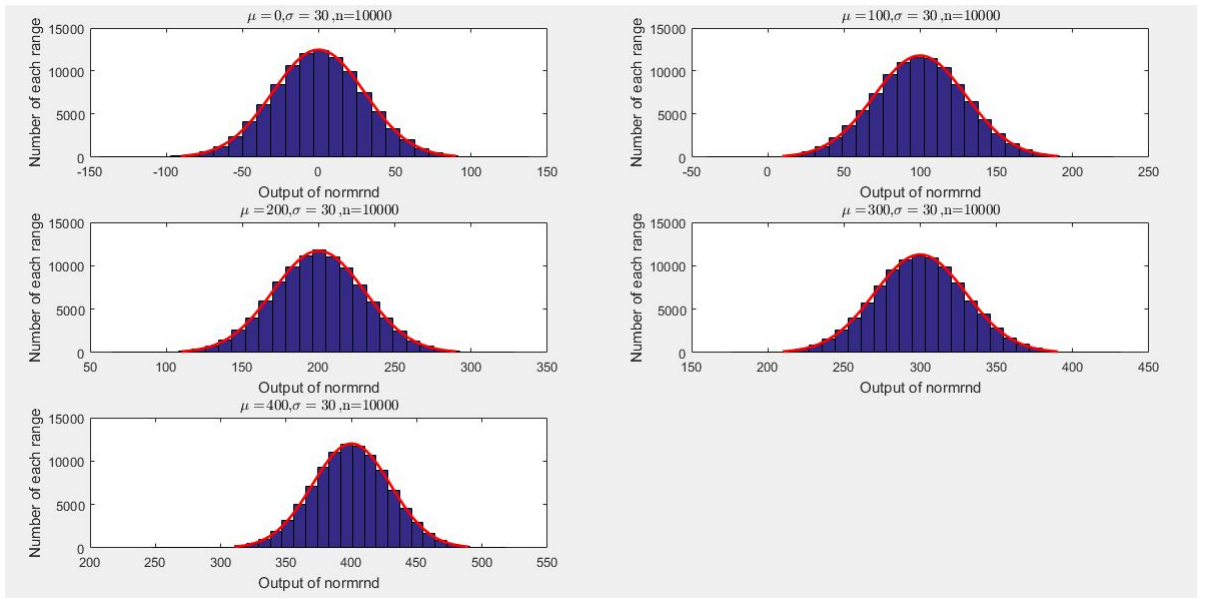 μ = 0,σ = 30 ,n=10000
Number of each range
15000
10000
5000
0
-150 -100 -50 0 50 100 150
Output of normrnd
μ = 100,σ = 30 ,n=10000
Number of each range
15000
10000
5000
0
-50 0 50 100 150 200 250
Output of normrnd
μ = 200,σ = 30 ,n=10000
Number of each range
15000
10000
5000
0
50 100 150 200 250 300 350
Output of normrnd
μ = 300,σ = 30 ,n=10000
Number of each range
15000
10000
5000
0
150 200 250 300 350 400 450
Output of normrnd
μ = 400,σ = 30 ,n=10000
Number of each range
15000
10000
5000
0
200 250 300 350 400 450 500 550
Output of normrnd